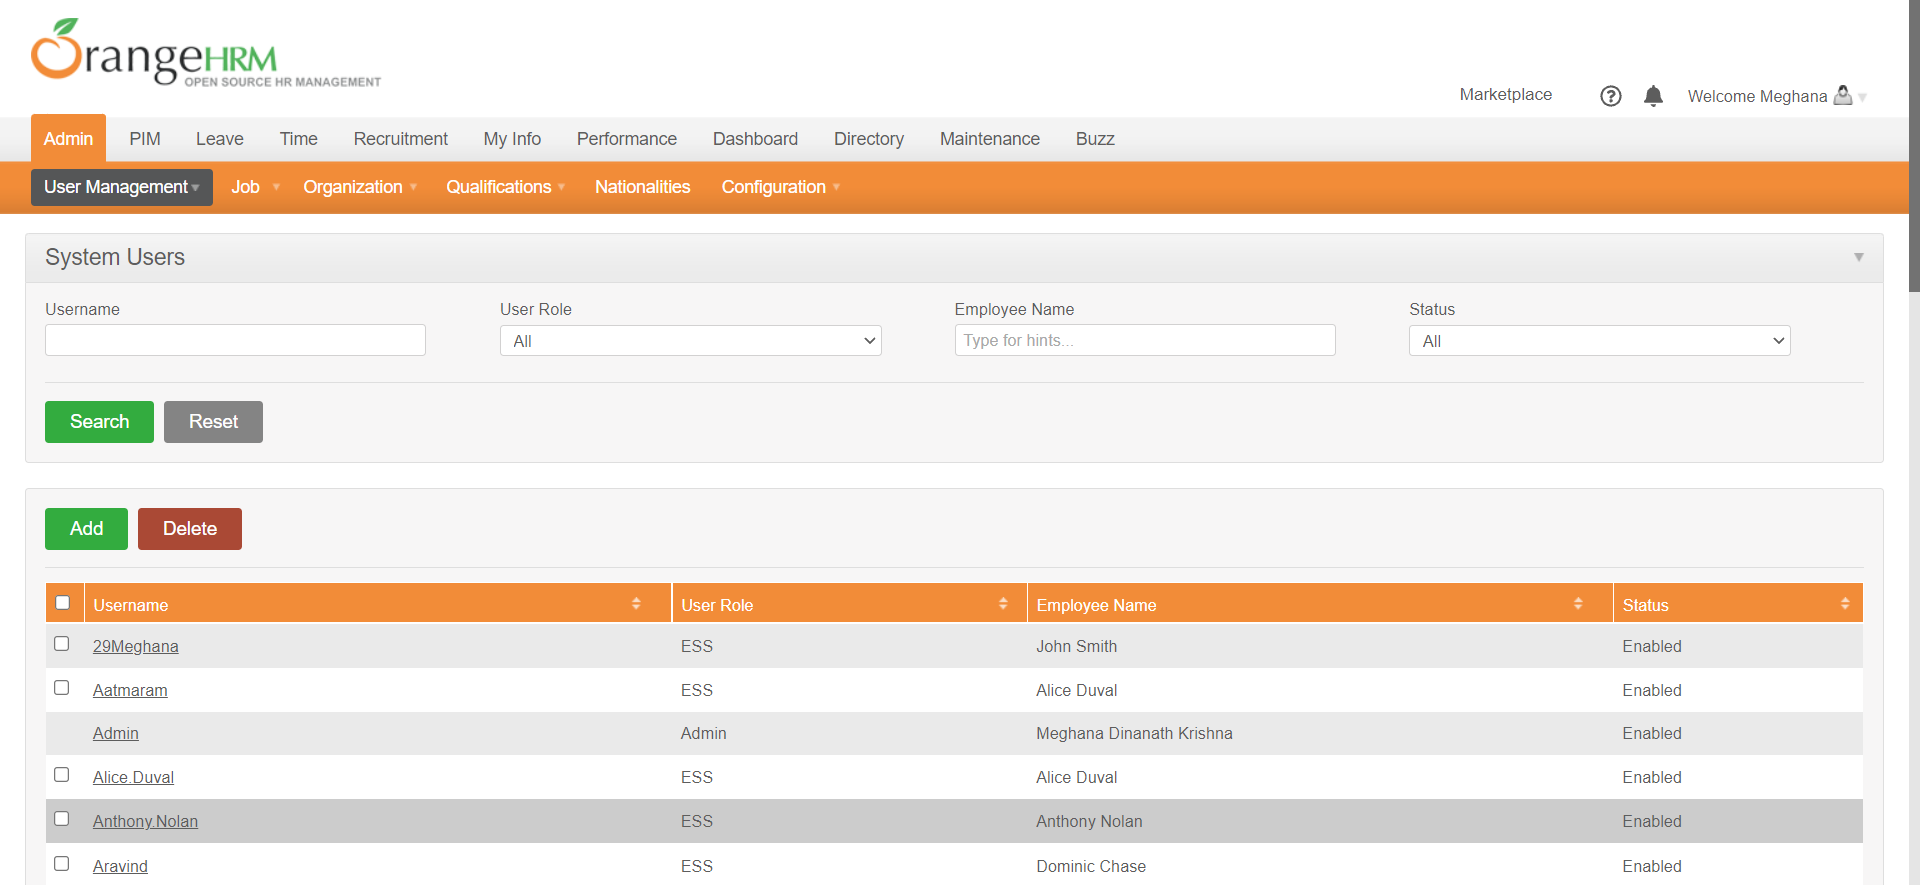 OrangeHRM
OPEN SOURCE HR MANAGEMENT
Marketplace
?
Welcome Meghana
Admin PIM Leave Time Recruitment My Info Performance Dashboard Directory Maintenance Buzz
User Management Job Organization Qualifications Nationalities Configuration
System Users
Username User Role Employee Name Status
All Type for hints... All
Search Reset
Add Delete
Username User Role Employee Name Status
29Meghana ESS John Smith Enabled
Aatmaram ESS Alice Duval Enabled
Admin Admin Meghana Dinanath Krishna Enabled
Alice.Duval ESS Alice Duval Enabled
Anthony.Nolan ESS Anthony Nolan Enabled
Aravind ESS Dominic Chase Enabled